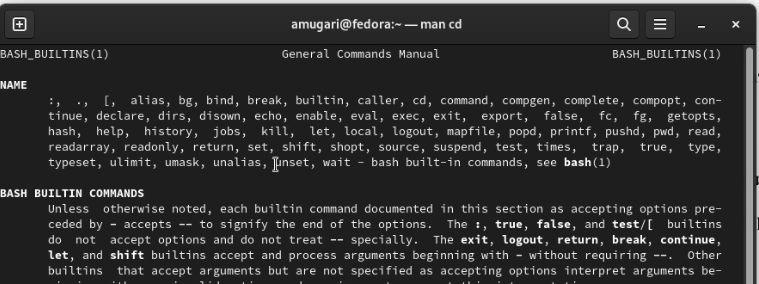 amugari@fedora:~ — man cd
BASH_BUILTINS(1) General Commands Manual BASH_BUILTINS(1)
NAME
:, ., [, alias, bg, bind, break, builtin, caller, cd, command, compgen, complete, compopt, con-
tinue, declare, dirs, disown, echo, enable, eval, exec, exit, export, false, fc, fg, getopts,
hash, help, history, jobs, kill, let, local, logout, mapfile, popd, printf, pushd, pwd, read,
readarray, readonly, return, set, shift, shopt, source, suspend, test, times, trap, true, type,
typeset, ulimit, umask, unalias, unset, wait - bash built-in commands, see bash(1)
BASH BUILTIN COMMANDS
Unless otherwise noted, each builtin command documented in this section as accepting options pre-
ceded by - accepts -- to signify the end of the options. The :, true, false, and test/[ builtins
do not accept options and do not treat -- specially. The exit, logout, return, break, continue,
let, and shift builtins accept and process arguments beginning with - without requiring --. Other
builtins that accept arguments but are not specified as accepting options interpret arguments be-